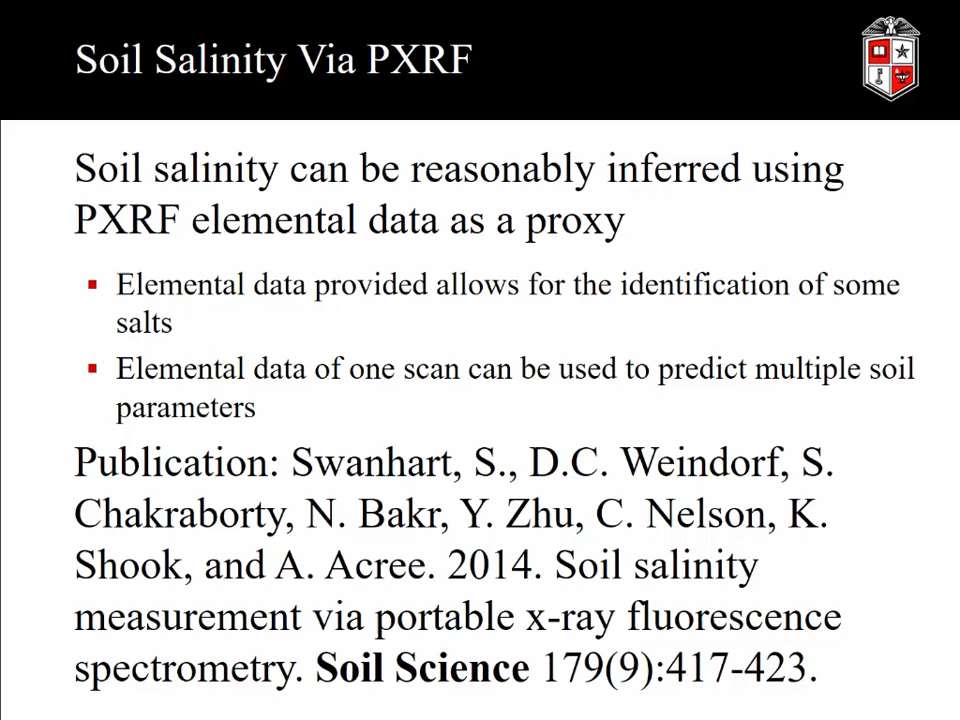 Soil Salinity Via PXRF
Soil salinity can be reasonably inferred using
PXRF elemental data as a proxy
Elemental data provided allows for the identification of some
salts
Elemental data of one scan can be used to predict multiple soil
parameters
Publication: Swanhart, S., D.C. Weindorf, S.
Chakraborty, N. Bakr, Y. Zhu, C. Nelson, K.
Shook, and A. Acree. 2014. Soil salinity
measurement via portable x-ray fluorescence
spectrometry. Soil Science 179(9):417-423.